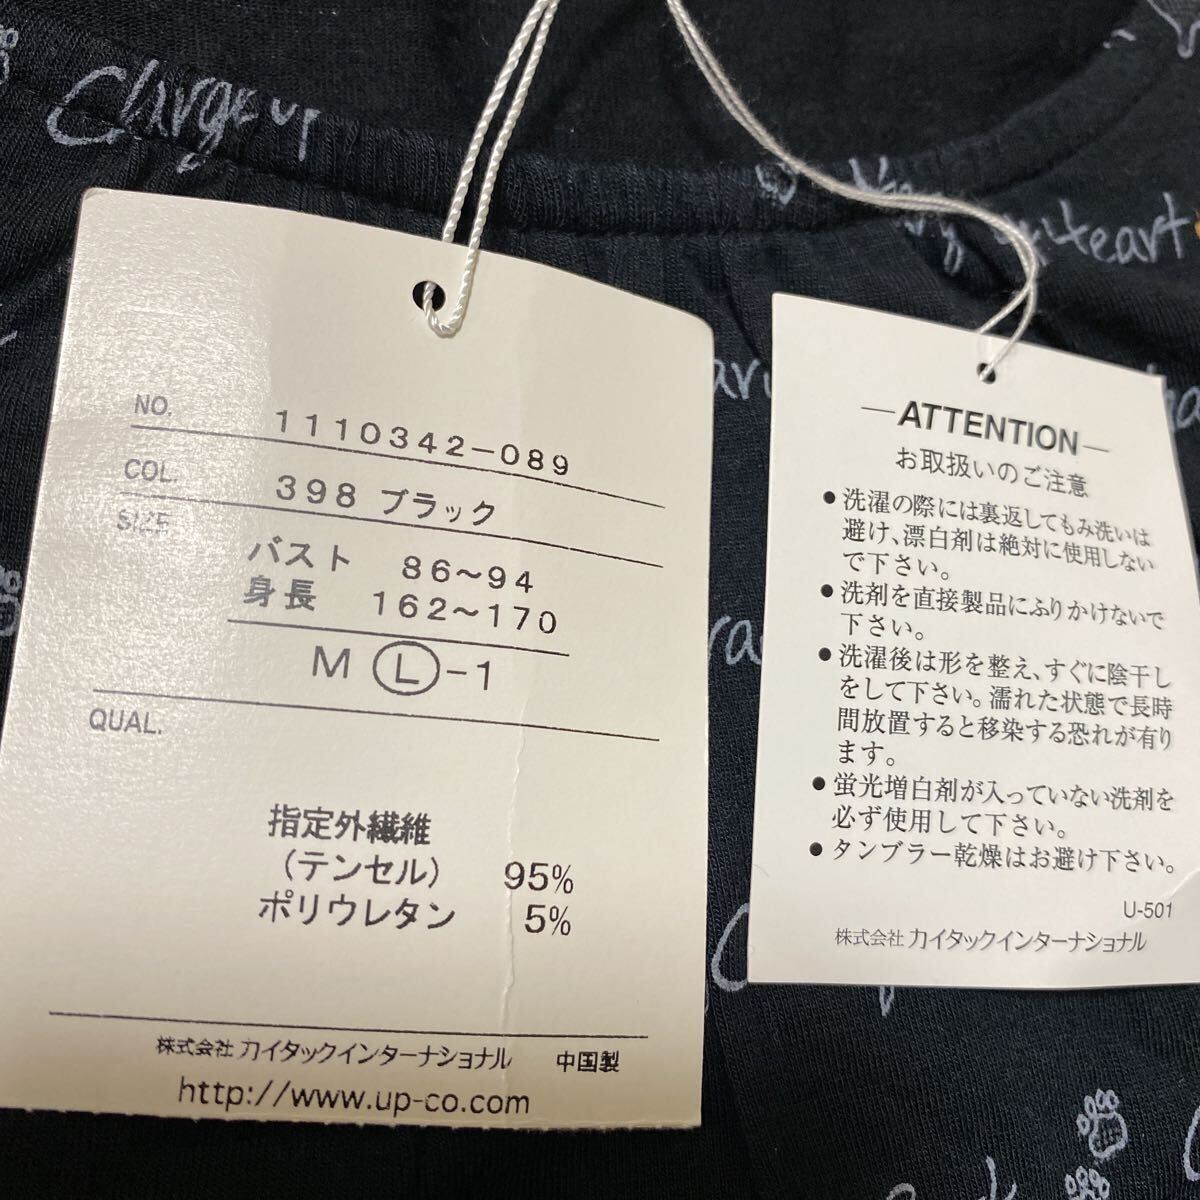 Charge up
NO. 1110342-089
COL. 398 ブラック
SIZE
バスト 86～94
身長 162～170
M Ⓛ-1
QUAL.
指定外繊維
(テンセル) 95%
ポリウレタン 5%
株式会社 カイタックインターナショナル 中国製
http://www.up-co.com
—ATTENTION—
お取扱いのご注意
●洗濯の際には裏返してもみ洗いは
避け、漂白剤は絶対に使用しない
で下さい。
●洗剤を直接製品にふりかけないで
下さい。
●洗濯後は形を整え、すぐに陰干し
をして下さい。濡れた状態で長時
間放置すると移染する恐れが有り
ます。
●蛍光増白剤が入っていない洗剤を
必ず使用して下さい。
●タンブラー乾燥はお避け下さい。
U-501
株式会社 カイタックインターナショナル